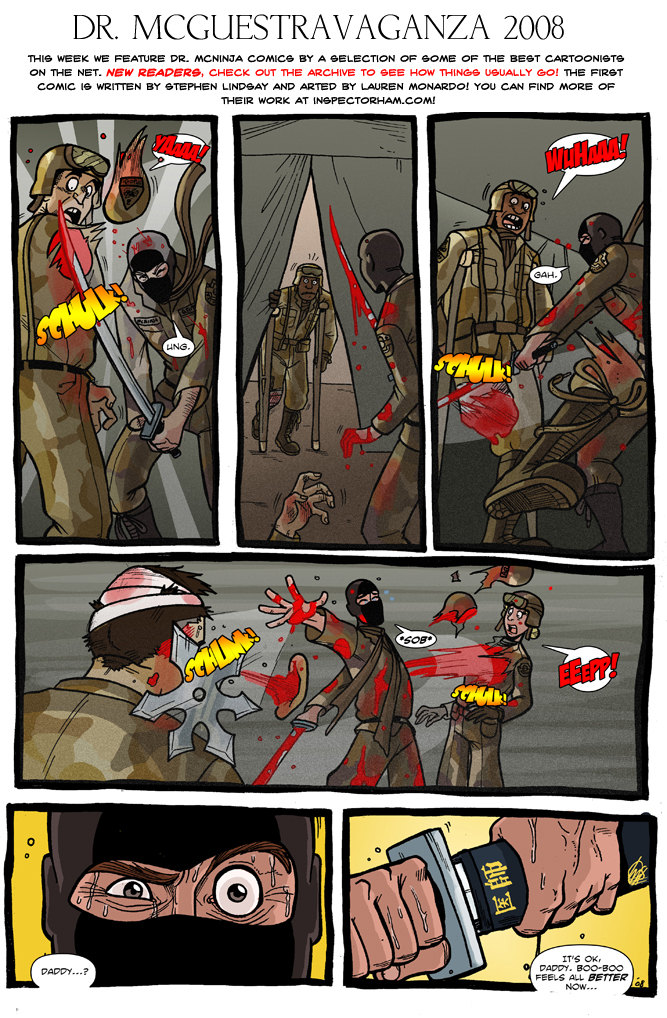 DR. MCGUESTRAVAGANZA 2008
THIS WEEK WE FEATURE DR. MCNINJA COMICS BY A SELECTION OF SOME OF THE BEST CARTOONISTS
ON THE NET. NEW READERS, CHECK OUT THE ARCHIVE TO SEE HOW THINGS USUALLY GO! THE FIRST
COMIC IS WRITTEN BY STEPHEN LINDSAY AND ARTED BY LAUREN MONARDO! YOU CAN FIND MORE OF
THEIR WORK AT INSPECTORHAM.COM!
YAAAA!
SCHULK!
MCNINJA
UNG.
WUHAAA!
GAH.
SCHULK!
SCHUNK!
*SOB*
EEEPP!
SCHULK!
DADDY...?
医師
IT'S OK,
DADDY. BOO-BOO
FEELS ALL BETTER
NOW...
'08